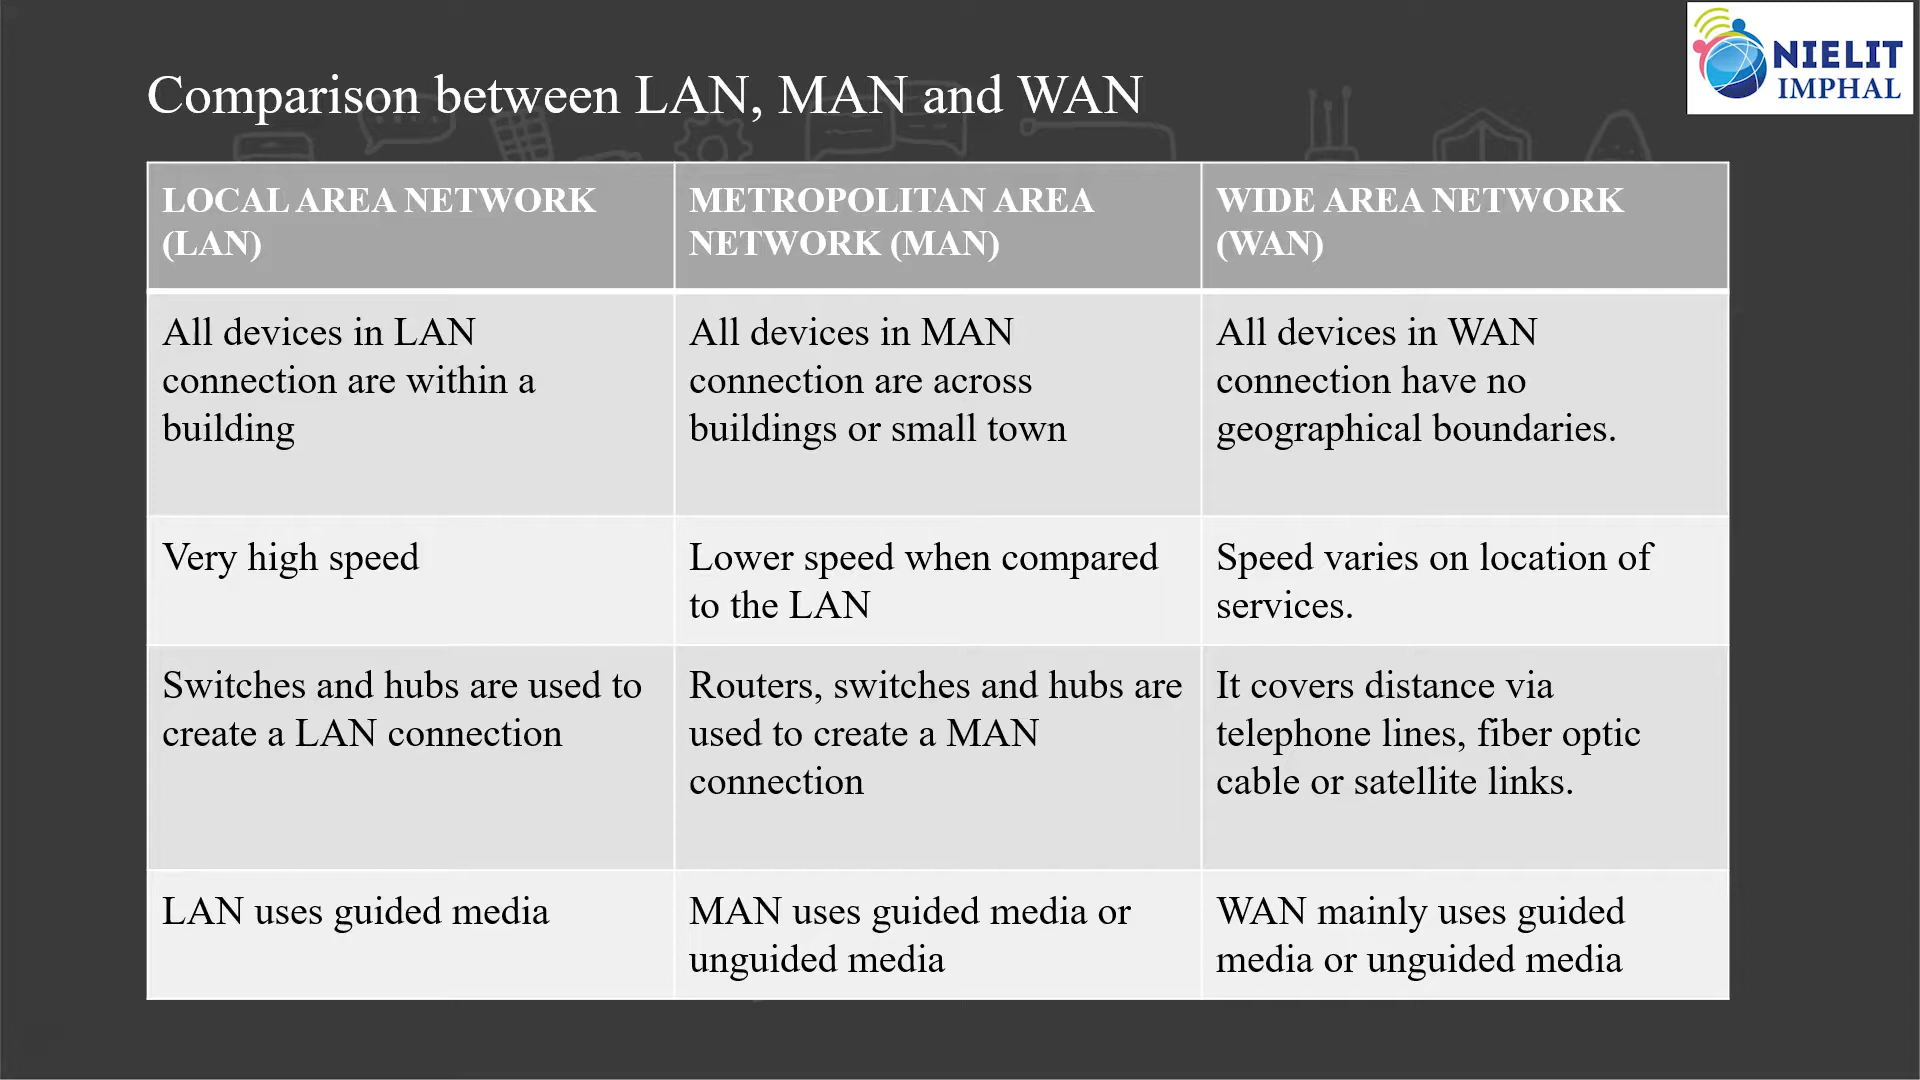 NIELIT
IMPHAL
Comparison between LAN, MAN and WAN
LOCAL AREA NETWORK
(LAN)
METROPOLITAN AREA
NETWORK (MAN)
WIDE AREA NETWORK
(WAN)
All devices in LAN
connection are within a
building
All devices in MAN
connection are across
buildings or small town
All devices in WAN
connection have no
geographical boundaries.
Very high speed
Lower speed when compared
to the LAN
Speed varies on location of
services.
Switches and hubs are used to
create a LAN connection
Routers, switches and hubs are
used to create a MAN
connection
It covers distance via
telephone lines, fiber optic
cable or satellite links.
LAN uses guided media
MAN uses guided media or
unguided media
WAN mainly uses guided
media or unguided media